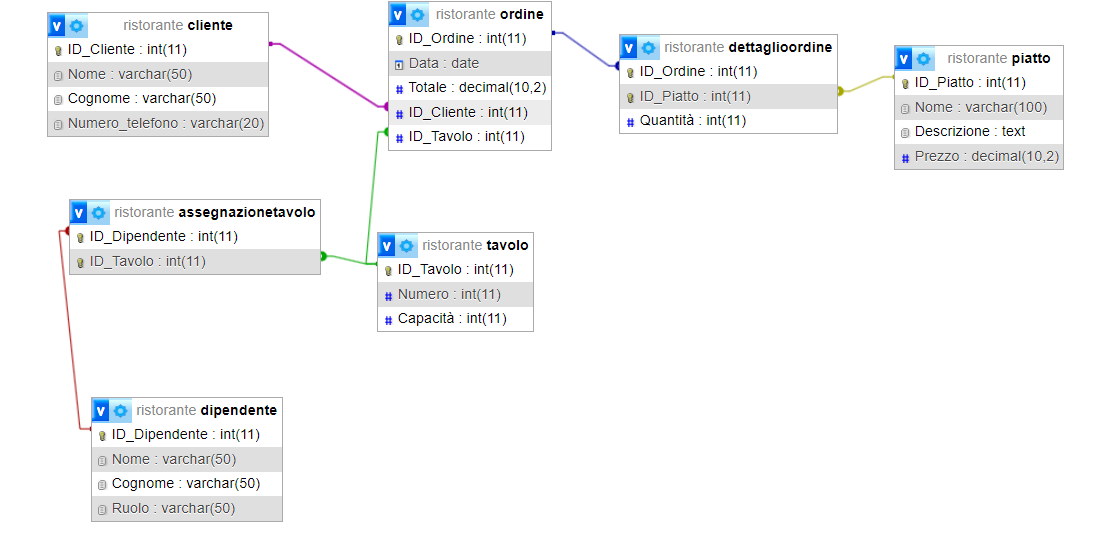 v ristorante cliente
ID_Cliente : int(11)
Nome : varchar(50)
# Cognome : varchar(50)
Numero_telefono : varchar(20)
v ristorante ordine
ID_Ordine : int(11)
Data : date
# Totale : decimal(10,2)
# ID_Cliente : int(11)
# ID_Tavolo : int(11)
v ristorante dettaglioordine
ID_Ordine : int(11)
ID_Piatto : int(11)
# Quantità : int(11)
v ristorante piatto
ID_Piatto : int(11)
Nome : varchar(100)
Descrizione : text
# Prezzo : decimal(10,2)
v ristorante assegnazionetavolo
ID_Dipendente : int(11)
ID_Tavolo : int(11)
v ristorante tavolo
ID_Tavolo : int(11)
# Numero : int(11)
# Capacità : int(11)
v ristorante dipendente
ID_Dipendente : int(11)
Nome : varchar(50)
Cognome : varchar(50)
Ruolo : varchar(50)